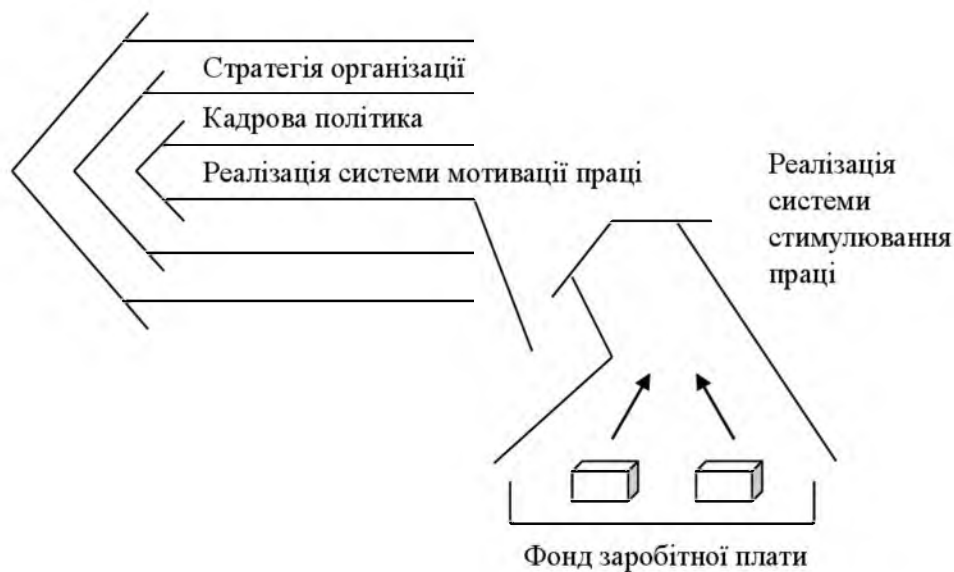 Стратегія організації
Кадрова політика
Реалізація системи мотивації праці
Реалізація
системи
стимулювання
праці
Фонд заробітної плати